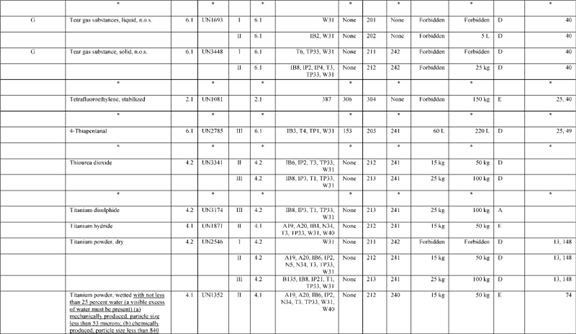 * * * * * * *
G Tear gas substances, liquid, n.o.s. 6.1 UN1693 I 6.1 W31 None 201 None Forbidden Forbidden D 40
II 6.1 IB2, W31 None 202 None Forbidden 5 L D 40
G Tear gas substance, solid, n.o.s. 6.1 UN3448 I 6.1 T6, TP33, W31 None 211 242 Forbidden Forbidden D 40
II 6.1 IB8, IP2, IP4, T3, None 212 242 Forbidden 25 kg D 40
TP33, W31
* * * * * * *
Tetrafluoroethylene, stabilized 2.1 UN1081 2.1 387 306 304 None Forbidden 150 kg E 25, 40
* * * * * * *
4-Thiapentanal 6.1 UN2785 III 6.1 IB3, T4, TP1, W31 153 203 241 60 L 220 L D 25, 49
* * * * * * *
Thiourea dioxide 4.2 UN3341 II 4.2 IB6, IP2, T3, TP33, None 212 241 15 kg 50 kg D
W31
III 4.2 IB8, IP3, T1, TP33, None 213 241 25 kg 100 kg D
W31
* * * * * * *
Titanium disulphide 4.2 UN3174 III 4.2 IB8, IP3, T1, TP33, None 213 241 25 kg 100 kg A
W31
Titanium hydride 4.1 UN1871 II 4.1 A19, A20, IB4, N34, None 212 241 15 kg 50 kg E
T3, TP33, W31, W40
Titanium powder, dry 4.2 UN2546 I 4.2 W31 None 211 242 Forbidden Forbidden D 13, 148
II 4.2 A19, A20, IB6, IP2, None 212 241 15 kg 50 kg D 13, 148
N5, N34, T3, TP33,
W31
III 4.2 B135, IB8, IP21, T1, None 213 241 25 kg 100 kg D 13, 148
TP33, W31
Titanium powder, wetted with not less 4.1 UN1352 II 4.1 A19, A20, IB6, IP2, None 212 240 15 kg 50 kg E 74
than 25 percent water (a visible excess N34, T3, TP33, W31,
of water must be present) (a) W40
mechanically produced, particle size
less than 53 microns; (b) chemically
produced, particle size less than 840